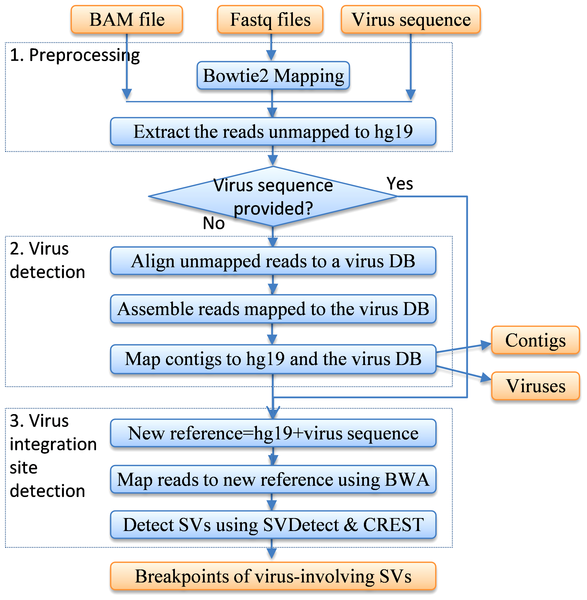 BAM file
Fastq files
Virus sequence
1. Preprocessing
Bowtie2 Mapping
Extract the reads unmapped to hg19
Virus sequence
provided?
Yes
No
2. Virus
detection
Align unmapped reads to a virus DB
Assemble reads mapped to the virus DB
Map contigs to hg19 and the virus DB
Contigs
Viruses
3. Virus
integration
site
detection
New reference=hg19+virus sequence
Map reads to new reference using BWA
Detect SVs using SVDetect & CREST
Breakpoints of virus-involving SVs